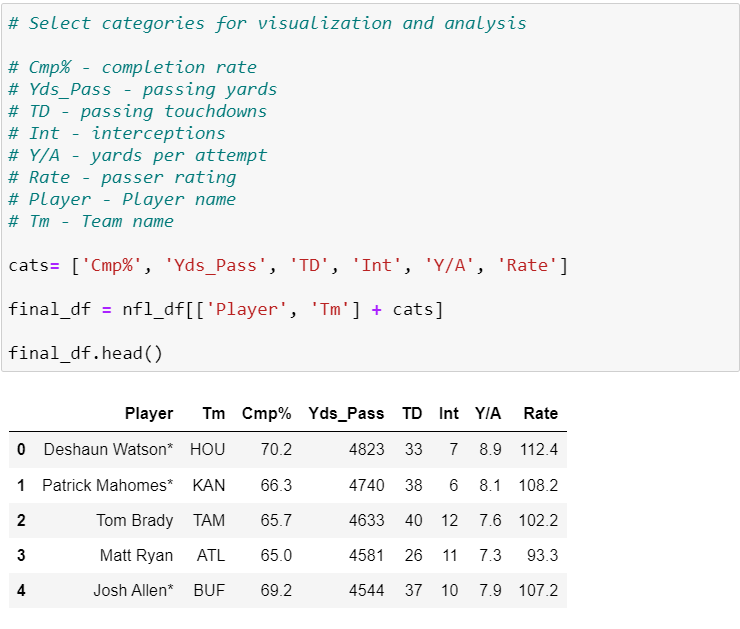 # Select categories for visualization and analysis
# Cmp% - completion rate
# Yds_Pass - passing yards
# TD - passing touchdowns
# Int - interceptions
# Y/A - yards per attempt
# Rate - passer rating
# Player - Player name
# Tm - Team name
cats= ['Cmp%', 'Yds_Pass', 'TD', 'Int', 'Y/A', 'Rate']
final_df = nfl_df[['Player', 'Tm'] + cats]
final_df.head()
Player Tm Cmp% Yds_Pass TD Int Y/A Rate
0 Deshaun Watson* HOU 70.2 4823 33 7 8.9 112.4
1 Patrick Mahomes* KAN 66.3 4740 38 6 8.1 108.2
2 Tom Brady TAM 65.7 4633 40 12 7.6 102.2
3 Matt Ryan ATL 65.0 4581 26 11 7.3 93.3
4 Josh Allen* BUF 69.2 4544 37 10 7.9 107.2